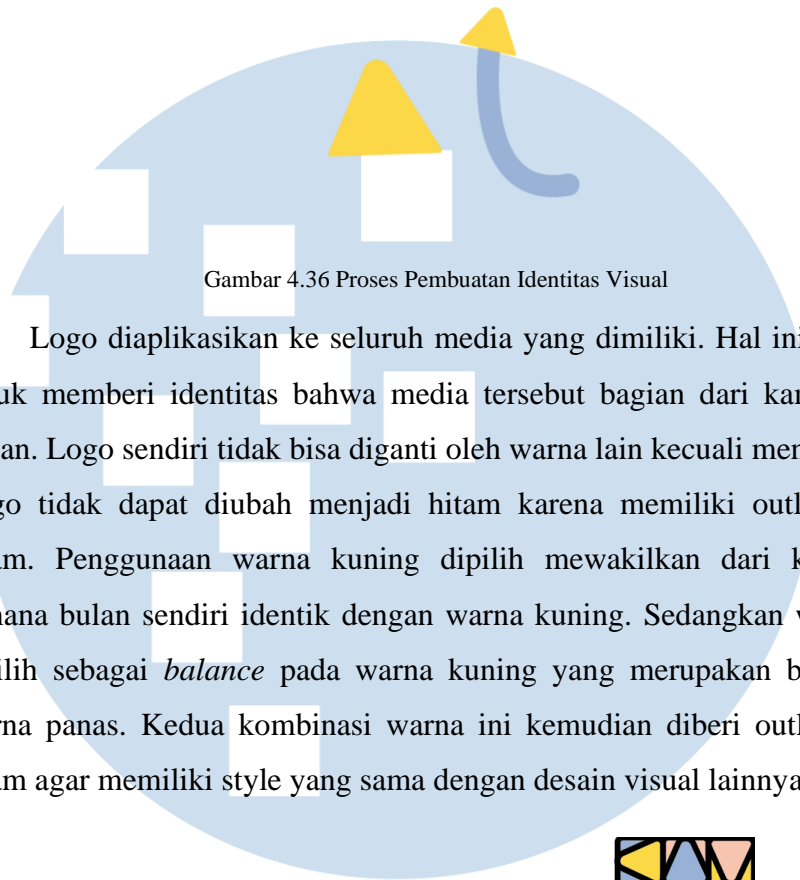 Gambar 4.36 Proses Pembuatan Identitas Visual
Logo diaplikasikan ke seluruh media yang dimiliki. Hal ini
memberi identitas bahwa media tersebut bagian dari
Logo sendiri tidak bisa diganti oleh warna lain kecuali
tidak dapat diubah menjadi hitam karena memiliki
Penggunaan warna kuning dipilih mewakilkan dari
bulan sendiri identik dengan warna kuning. Sedangkan
sebagai balance pada warna kuning yang merupakan
panas. Kedua kombinasi warna ini kemudian diberi
agar memiliki style yang sama dengan desain visual lainnya